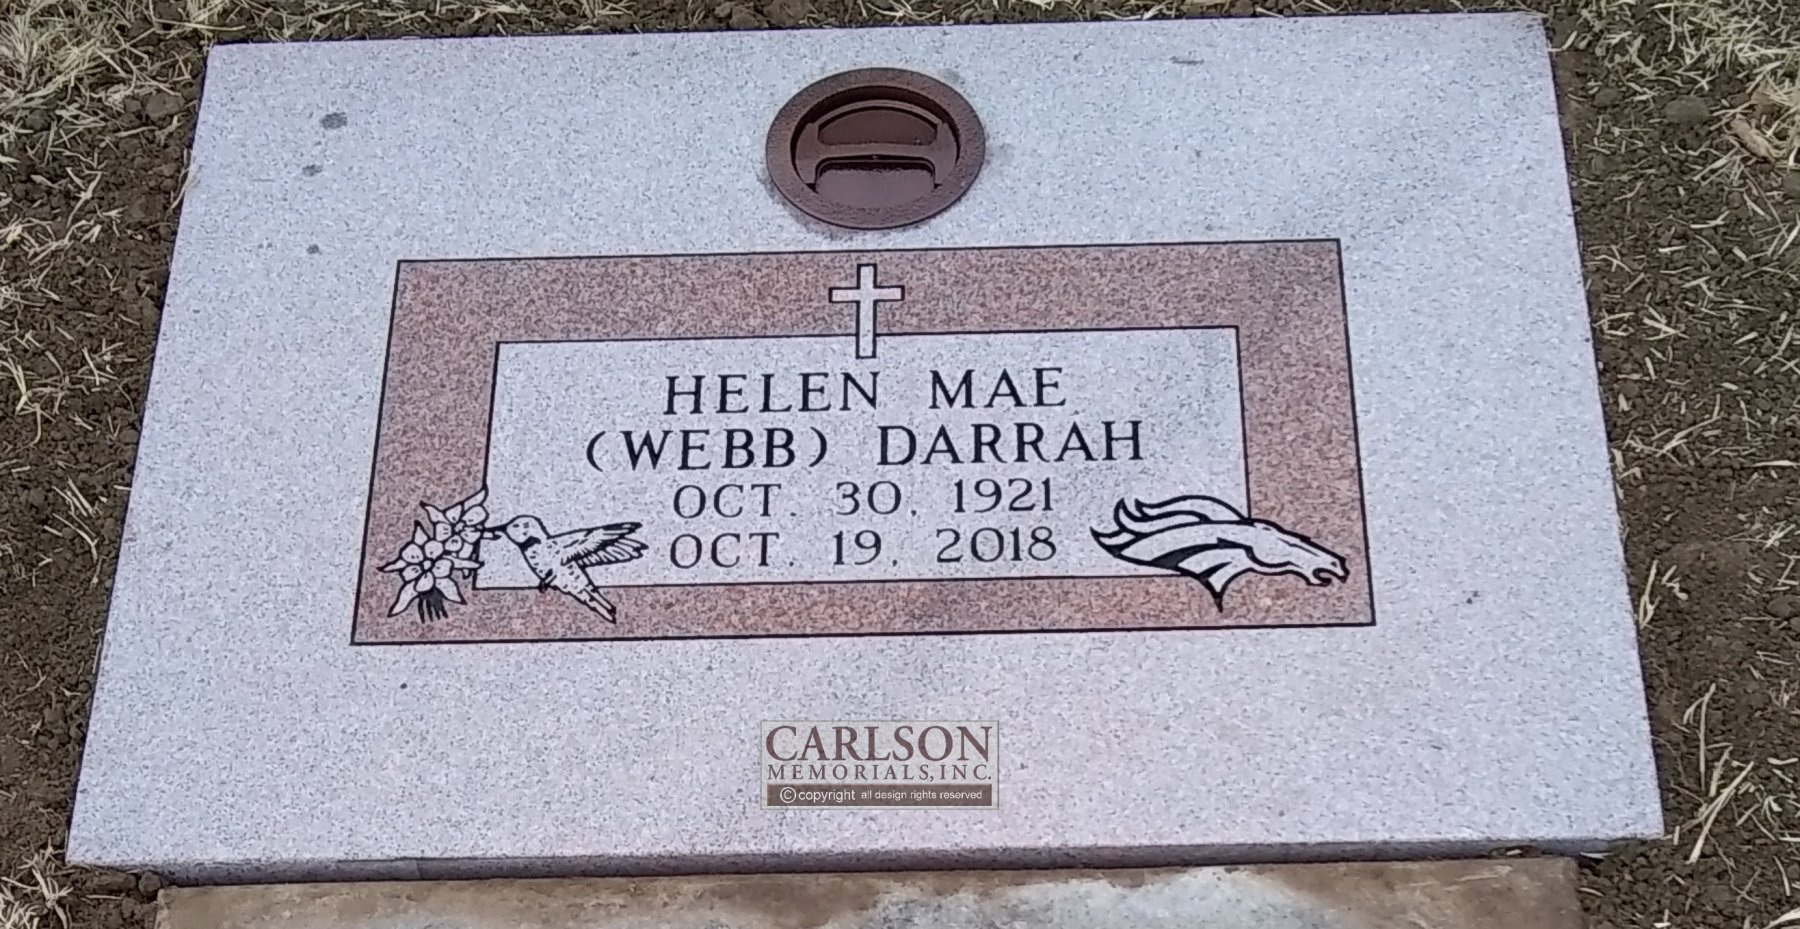 HELEN MAE
(WEBB) DARRAH
OCT. 30, 1921
OCT. 19, 2018
CARLSON
MEMORIALS, INC.
© copyright all design rights reserved